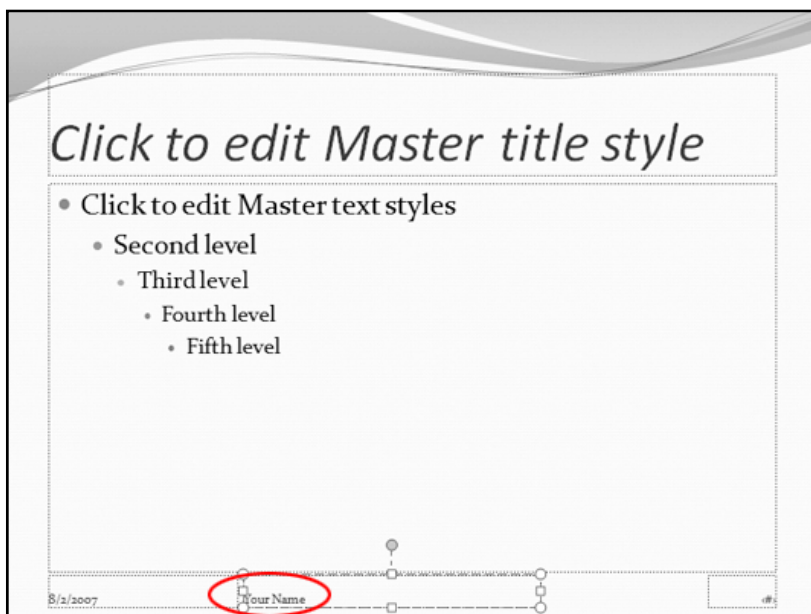 Click to edit Master title style
Click to edit Master text styles
Second level
Third level
Fourth level
Fifth level
8/2/2007 Your Name ‹#›